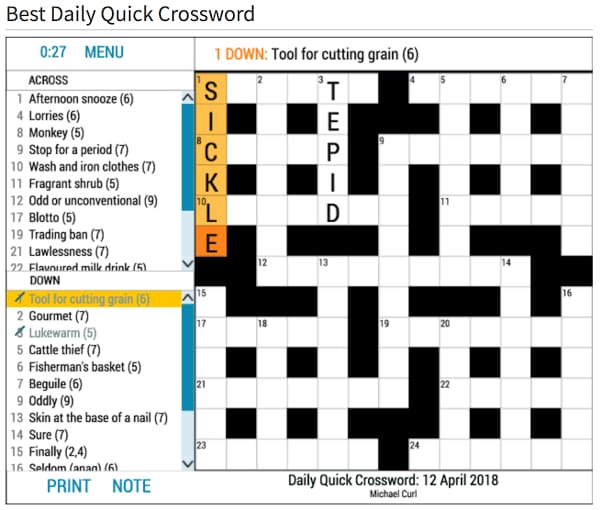 Best Daily Quick Crossword
0:27 MENU
1 DOWN: Tool for cutting grain (6)
ACROSS
1 Afternoon snooze (6)
4 Lorries (6)
8 Monkey (5)
9 Stop for a period (7)
10 Wash and iron clothes (7)
11 Fragrant shrub (5)
12 Odd or unconventional (9)
17 Blotto (5)
19 Trading ban (7)
21 Lawlessness (7)
22 Flavoured milk drink (5)
DOWN
1 Tool for cutting grain (6)
2 Gourmet (7)
3 Lukewarm (5)
5 Cattle thief (7)
6 Fisherman's basket (5)
7 Beguile (6)
9 Oddly (9)
13 Skin at the base of a nail (7)
14 Sure (7)
15 Finally (2,4)
16 Seldom (anag) (6)
PRINT NOTE
1 S 2 3 T 4 5 6 7
I E
8 C P 9
K I
10 L D 11
E
12 13 14
15 16
17 18 19 20
21 22
23 24
Daily Quick Crossword: 12 April 2018
Michael Curl